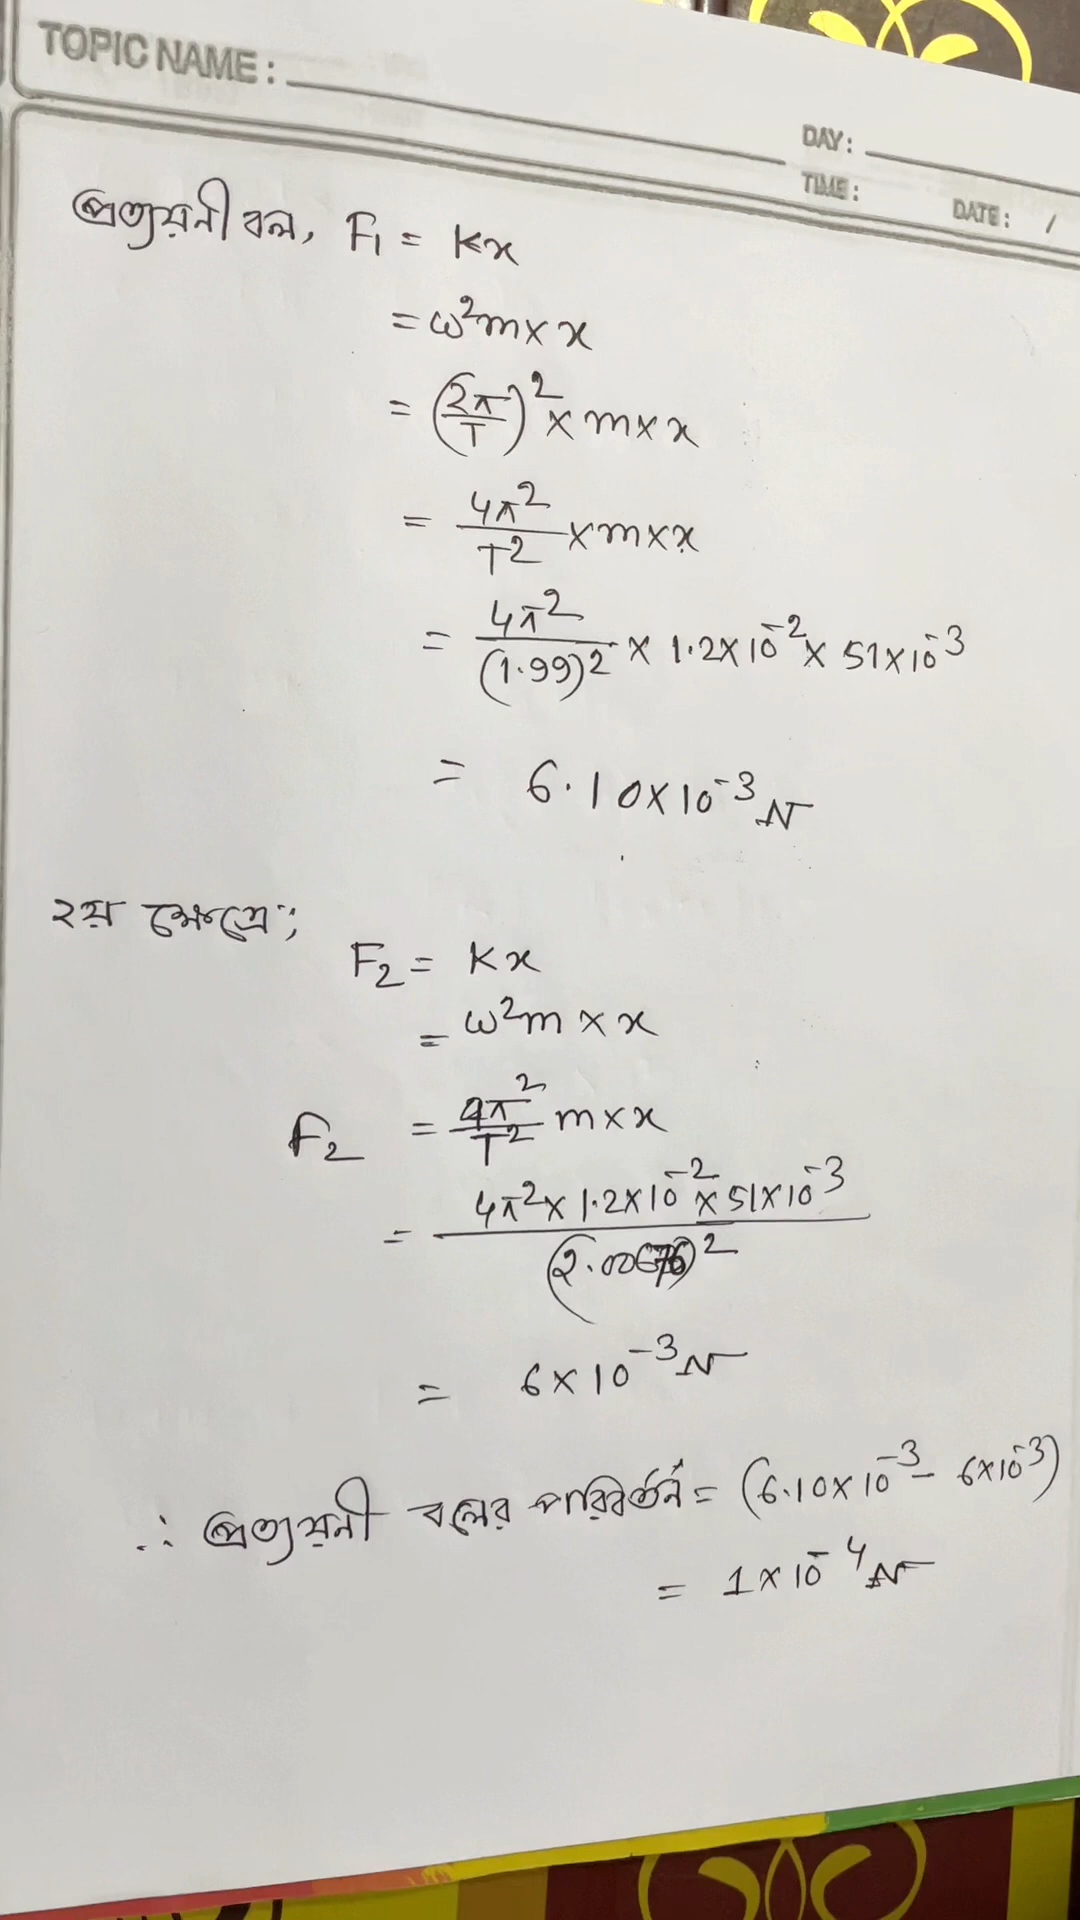 TOPIC NAME :
DAY :
TIME :
DATE : /
প্রত্যয়নী বল, F₁ = Kx
= ω²m × x
= (2π/T)² × m × x
= 4π²/T² × m × x
= 4π²/(1.99)² × 1.2×10⁻² × 51×10⁻³
= 6.10×10⁻³ N
২য় ক্ষেত্রে;
F₂ = Kx
= ω²m × x
F₂ = 4π²/T² m × x
= 4π² × 1.2×10⁻² × 51×10⁻³ / (2.00676)²
= 6×10⁻³ N
∴ প্রত্যয়নী বলের পরিবর্তন = (6.10×10⁻³ - 6×10⁻³)
= 1×10⁻⁴ N